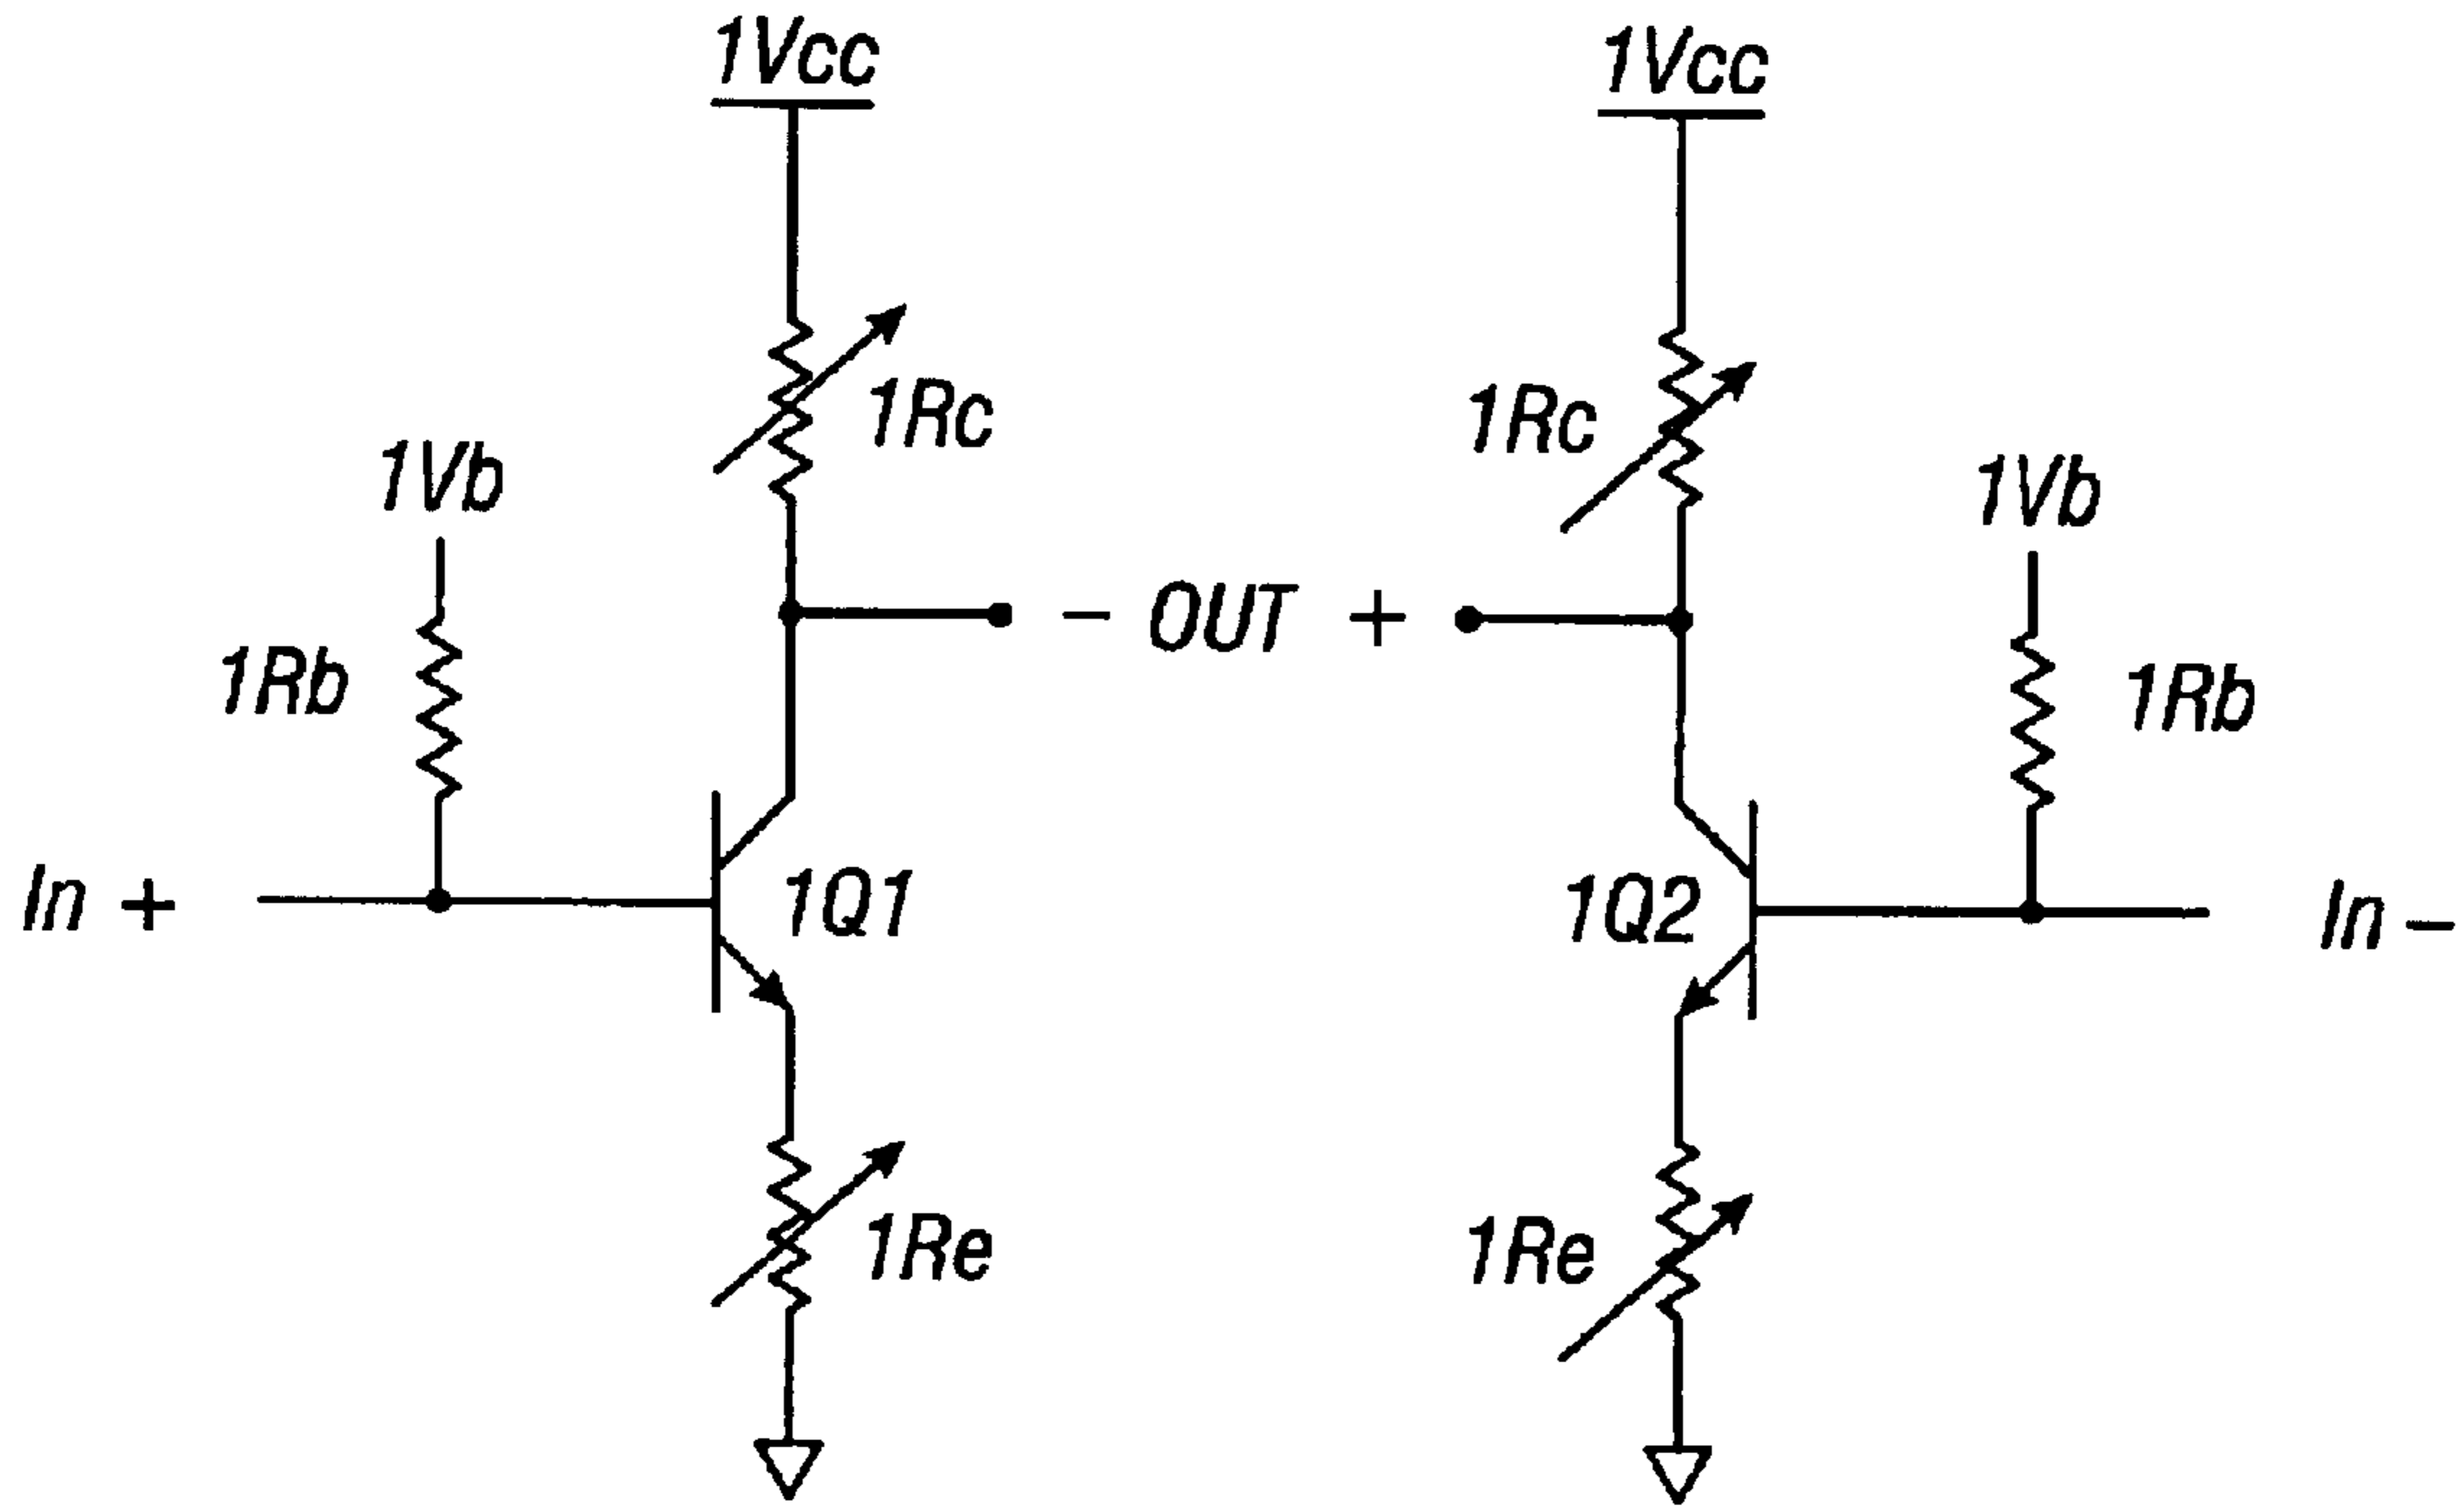 1Vcc
1Vcc
1Rc
1Rc
1Vb
1Vb
− OUT +
1Rb
1Rb
In +
1Q1
1Q2
In −
1Re
1Re